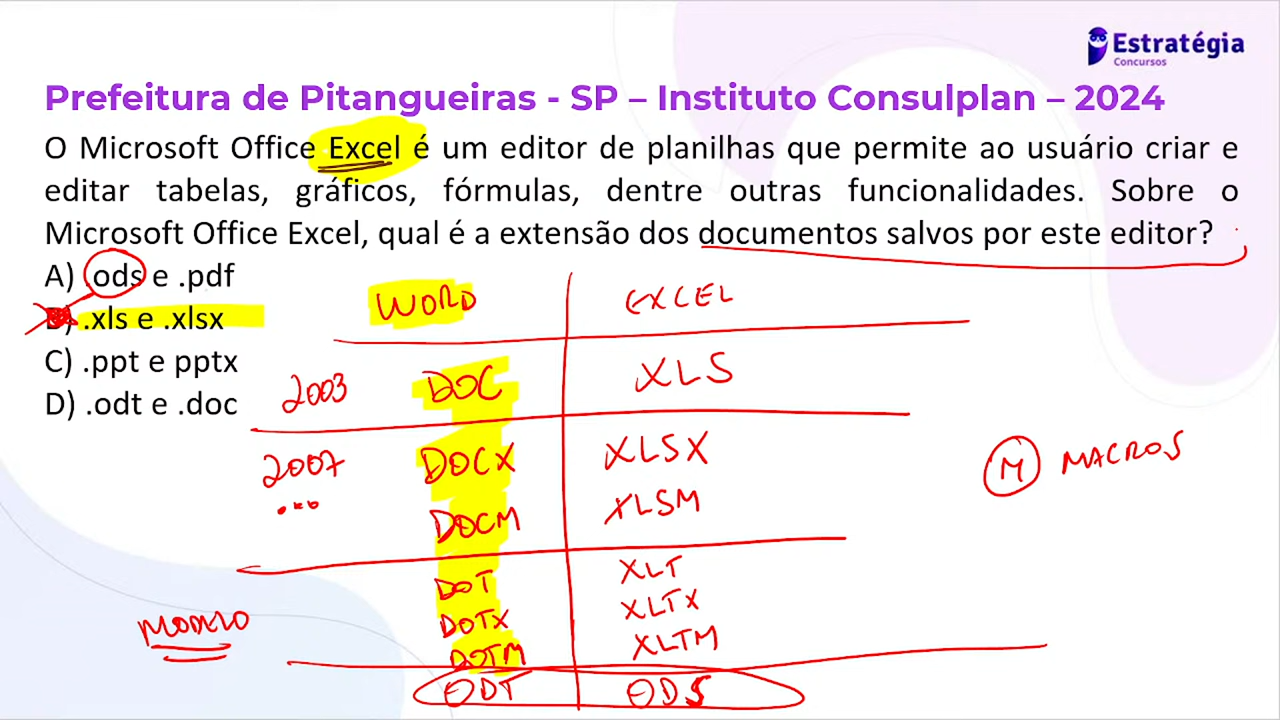 Estratégia
Concursos
Prefeitura de Pitangueiras - SP – Instituto Consulplan – 2024
O Microsoft Office Excel é um editor de planilhas que permite ao usuário criar e
editar tabelas, gráficos, fórmulas, dentre outras funcionalidades. Sobre o
Microsoft Office Excel, qual é a extensão dos documentos salvos por este editor?
A) .ods e .pdf
B) .xls e .xlsx
C) .ppt e pptx
D) .odt e .doc
WORD EXCEL
2003 DOC XLS
2007 DOCX XLSX
... DOCM XLSM
M MACROS
DOT XLT
MODELO DOTX XLTX
DOTM XLTM
ODT ODS